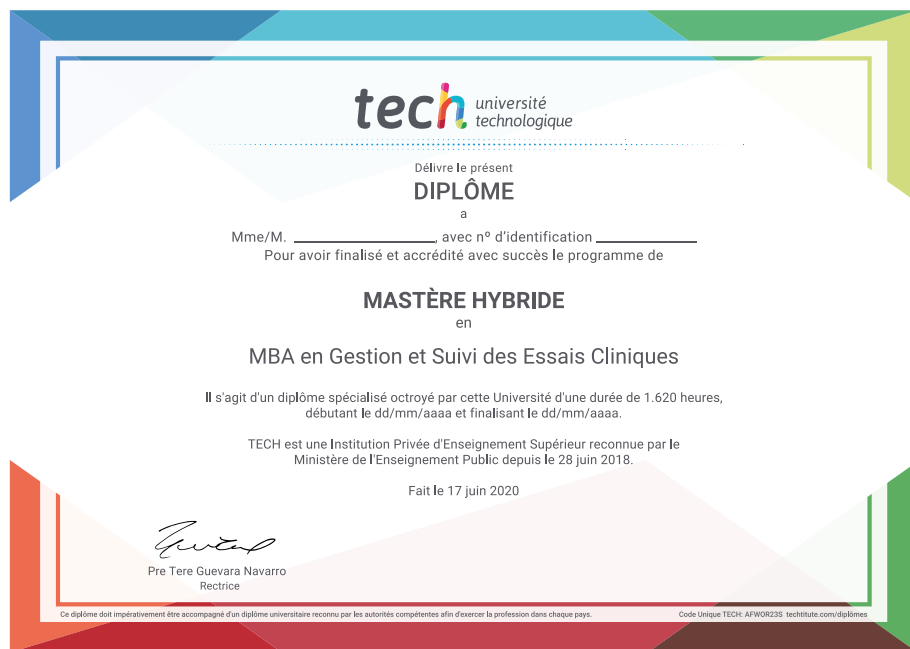 tech université
technologique
Délivre le présent
DIPLÔME
a
Mme/M. ____________, avec nº d'identification ____________
Pour avoir finalisé et accrédité avec succès le programme de
MASTÈRE HYBRIDE
en
MBA en Gestion et Suivi des Essais Cliniques
Il s'agit d'un diplôme spécialisé octroyé par cette Université d'une durée de 1.620 heures,
débutant le dd/mm/aaaa et finalisant le dd/mm/aaaa.
TECH est une Institution Privée d'Enseignement Supérieur reconnue par le
Ministère de l'Enseignement Public depuis le 28 juin 2018.
Fait le 17 juin 2020
Pre Tere Guevara Navarro
Rectrice
Ce diplôme doit impérativement être accompagné d'un diplôme universitaire reconnu par les autorités compétentes afin d'exercer la profession dans chaque pays.
Code Unique TECH: AFWOR23S techtitute.com/diplômes